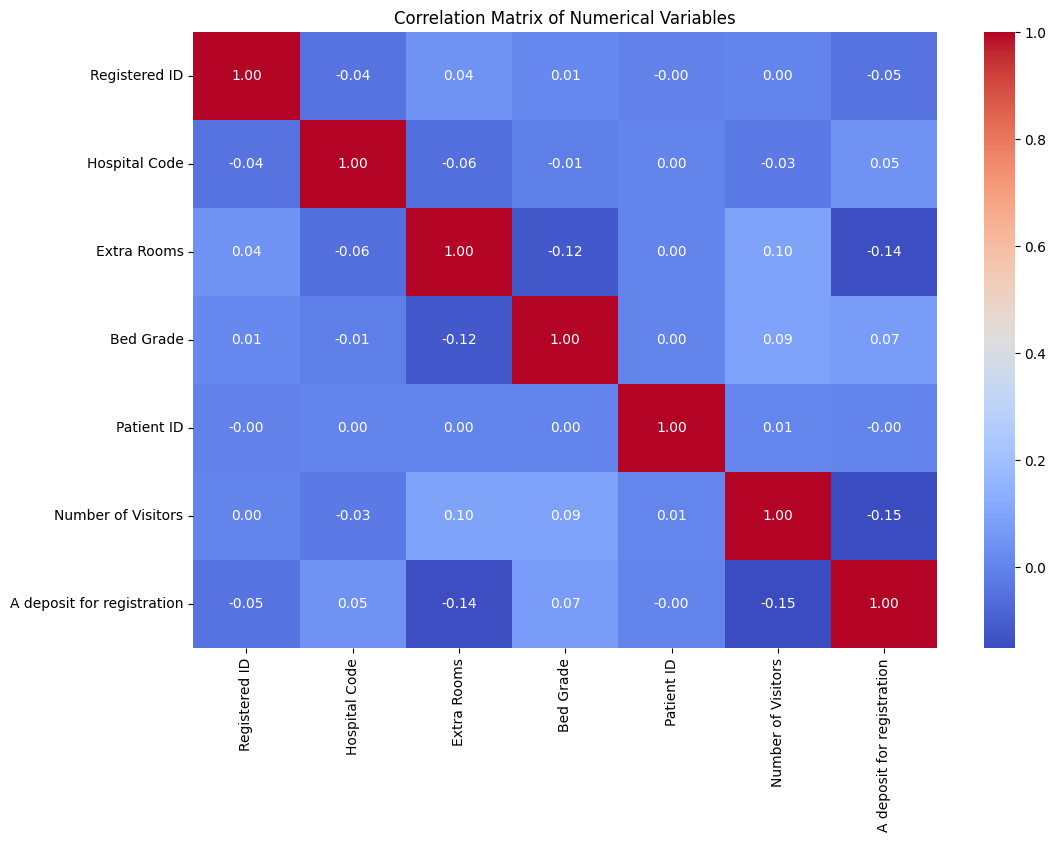 Correlation Matrix of Numerical Variables
Registered ID 1.00 -0.04 0.04 0.01 -0.00 0.00 -0.05
Hospital Code -0.04 1.00 -0.06 -0.01 0.00 -0.03 0.05
Extra Rooms 0.04 -0.06 1.00 -0.12 0.00 0.10 -0.14
Bed Grade 0.01 -0.01 -0.12 1.00 0.00 0.09 0.07
Patient ID -0.00 0.00 0.00 0.00 1.00 0.01 -0.00
Number of Visitors 0.00 -0.03 0.10 0.09 0.01 1.00 -0.15
A deposit for registration -0.05 0.05 -0.14 0.07 -0.00 -0.15 1.00
Registered ID
Hospital Code
Extra Rooms
Bed Grade
Patient ID
Number of Visitors
A deposit for registration
1.0
0.8
0.6
0.4
0.2
0.0